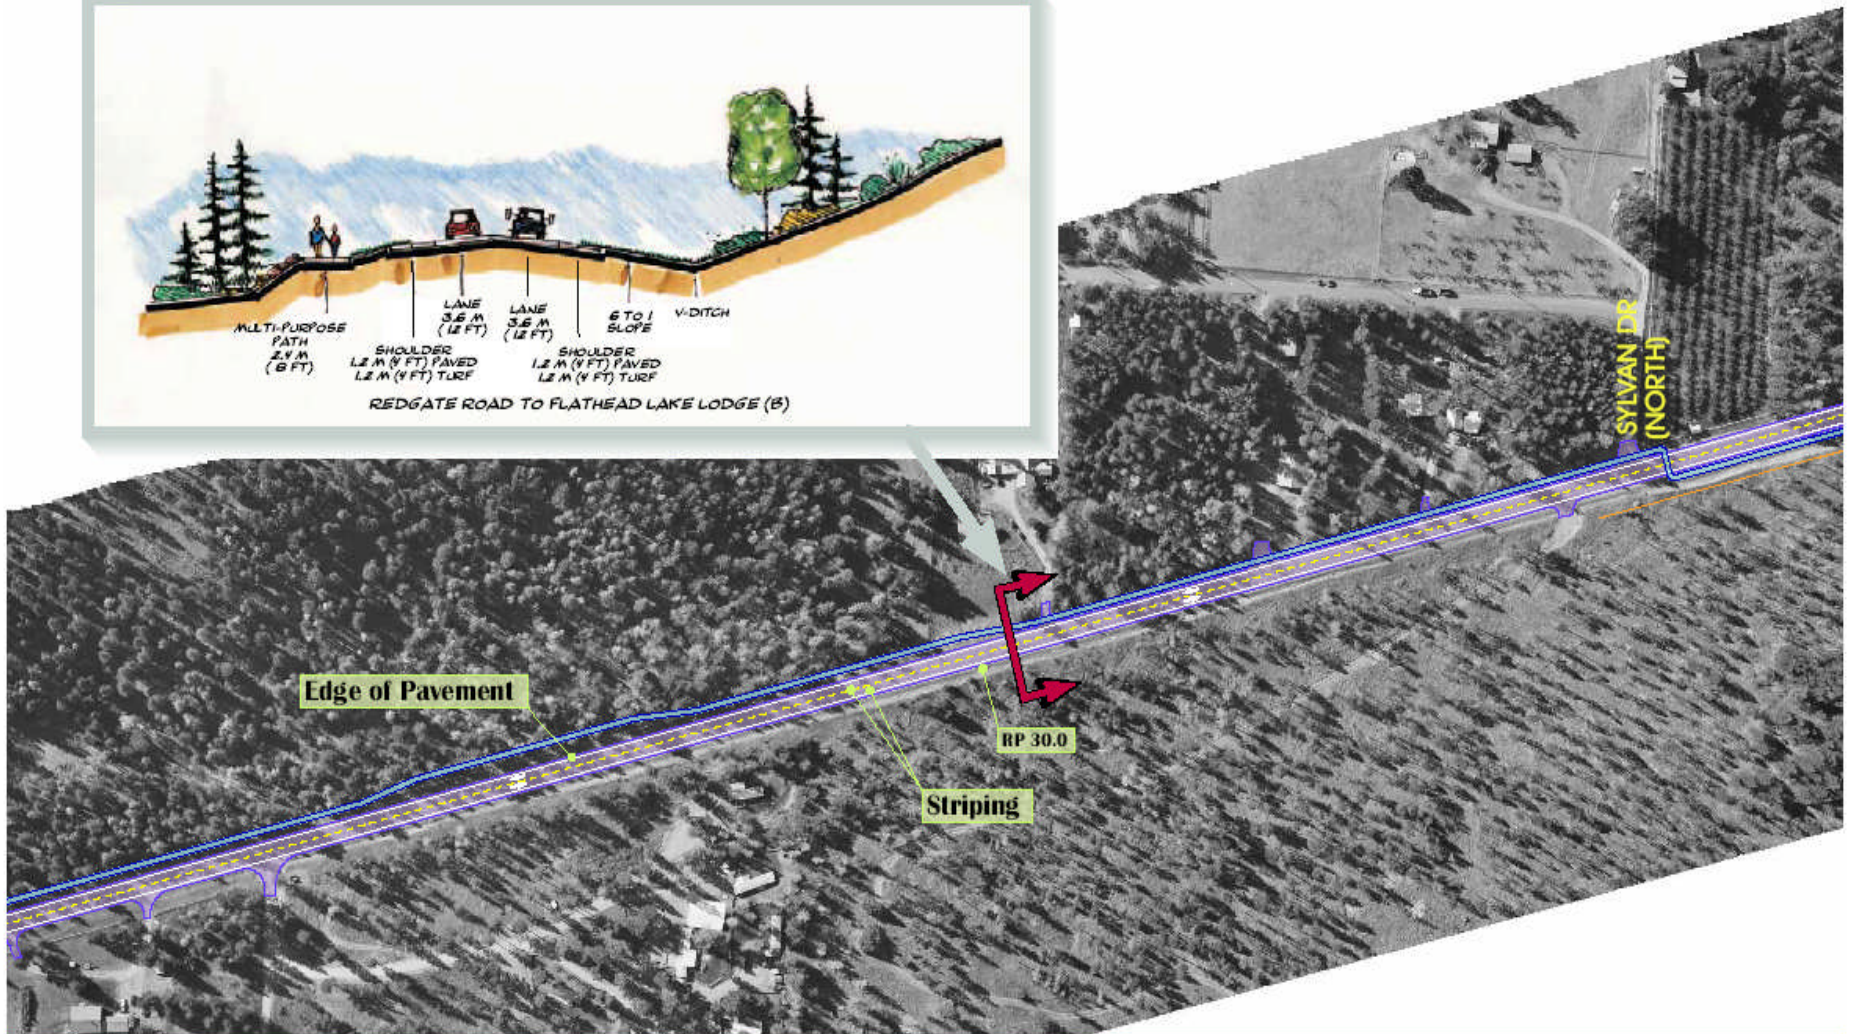 MULTI-PURPOSE
PATH
2.4 M
(8 FT)
SHOULDER
1.2 M (4 FT) PAVED
1.2 M (4 FT) TURF
LANE
3.6 M
(12 FT)
LANE
3.6 M
(12 FT)
SHOULDER
1.2 M (4 FT) PAVED
1.2 M (4 FT) TURF
6 TO 1
SLOPE
V-DITCH
REDGATE ROAD TO FLATHEAD LAKE LODGE (B)
SYLVAN DR
(NORTH)
Edge of Pavement
RP 30.0
Striping